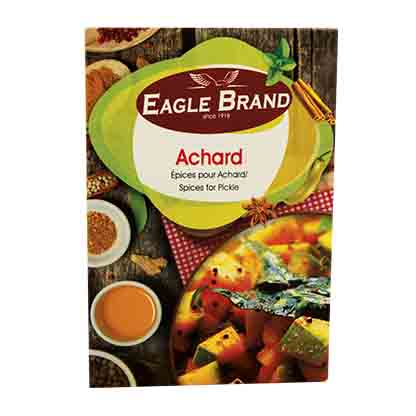 EAGLE BRAND
since 1918
Achard
Épices pour Achard/
Spices for Pickle